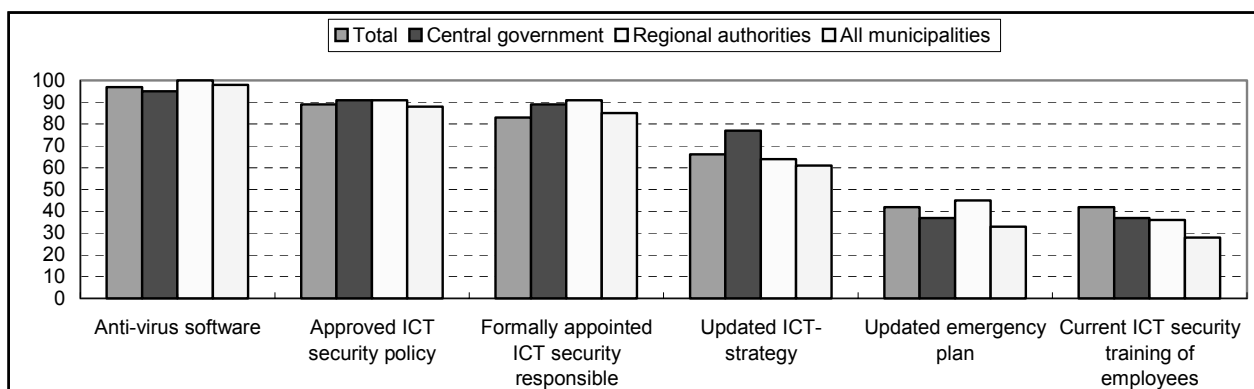 Total Central government Regional authorities All municipalities
100
90
80
70
60
50
40
30
20
10
0
Anti-virus software
Approved ICT
security policy
Formally appointed
ICT security
responsible
Updated ICT-
strategy
Updated emergency
plan
Current ICT security
training of
employees